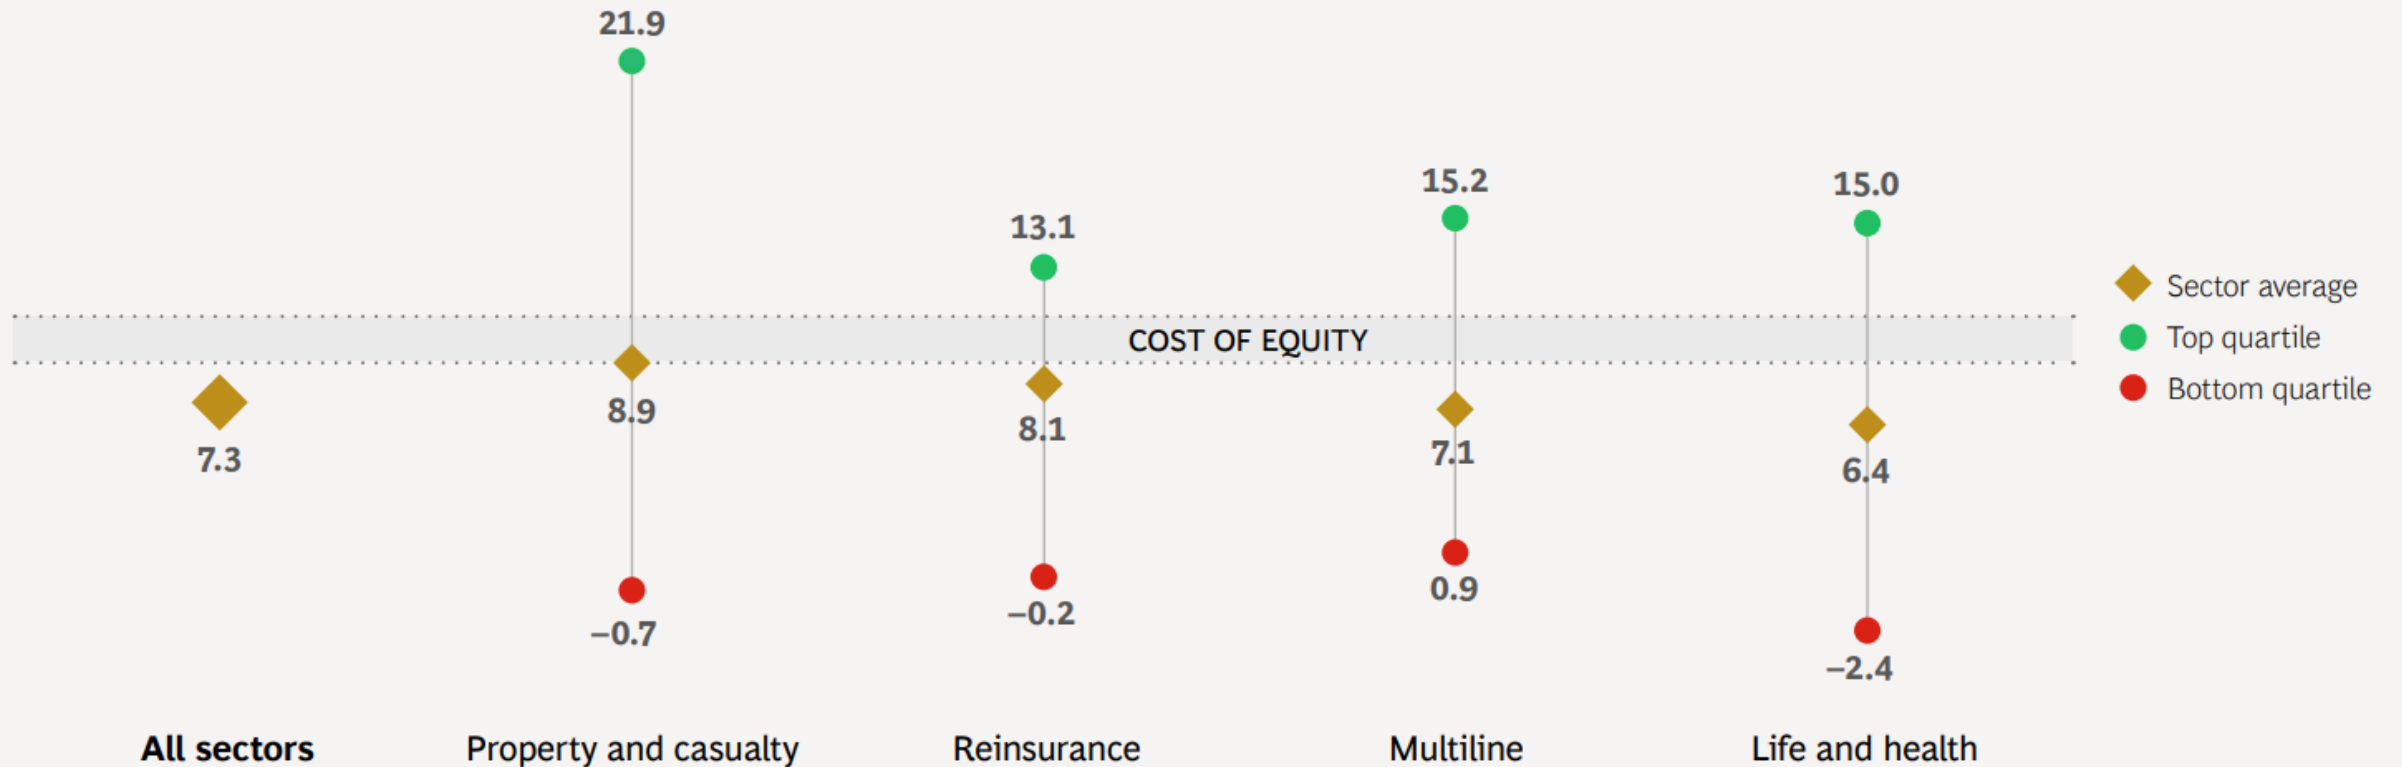 21.9
15.2
15.0
13.1
COST OF EQUITY
Sector average
Top quartile
Bottom quartile
7.3
8.9
8.1
7.1
6.4
–0.7
–0.2
0.9
–2.4
All sectors
Property and casualty
Reinsurance
Multiline
Life and health